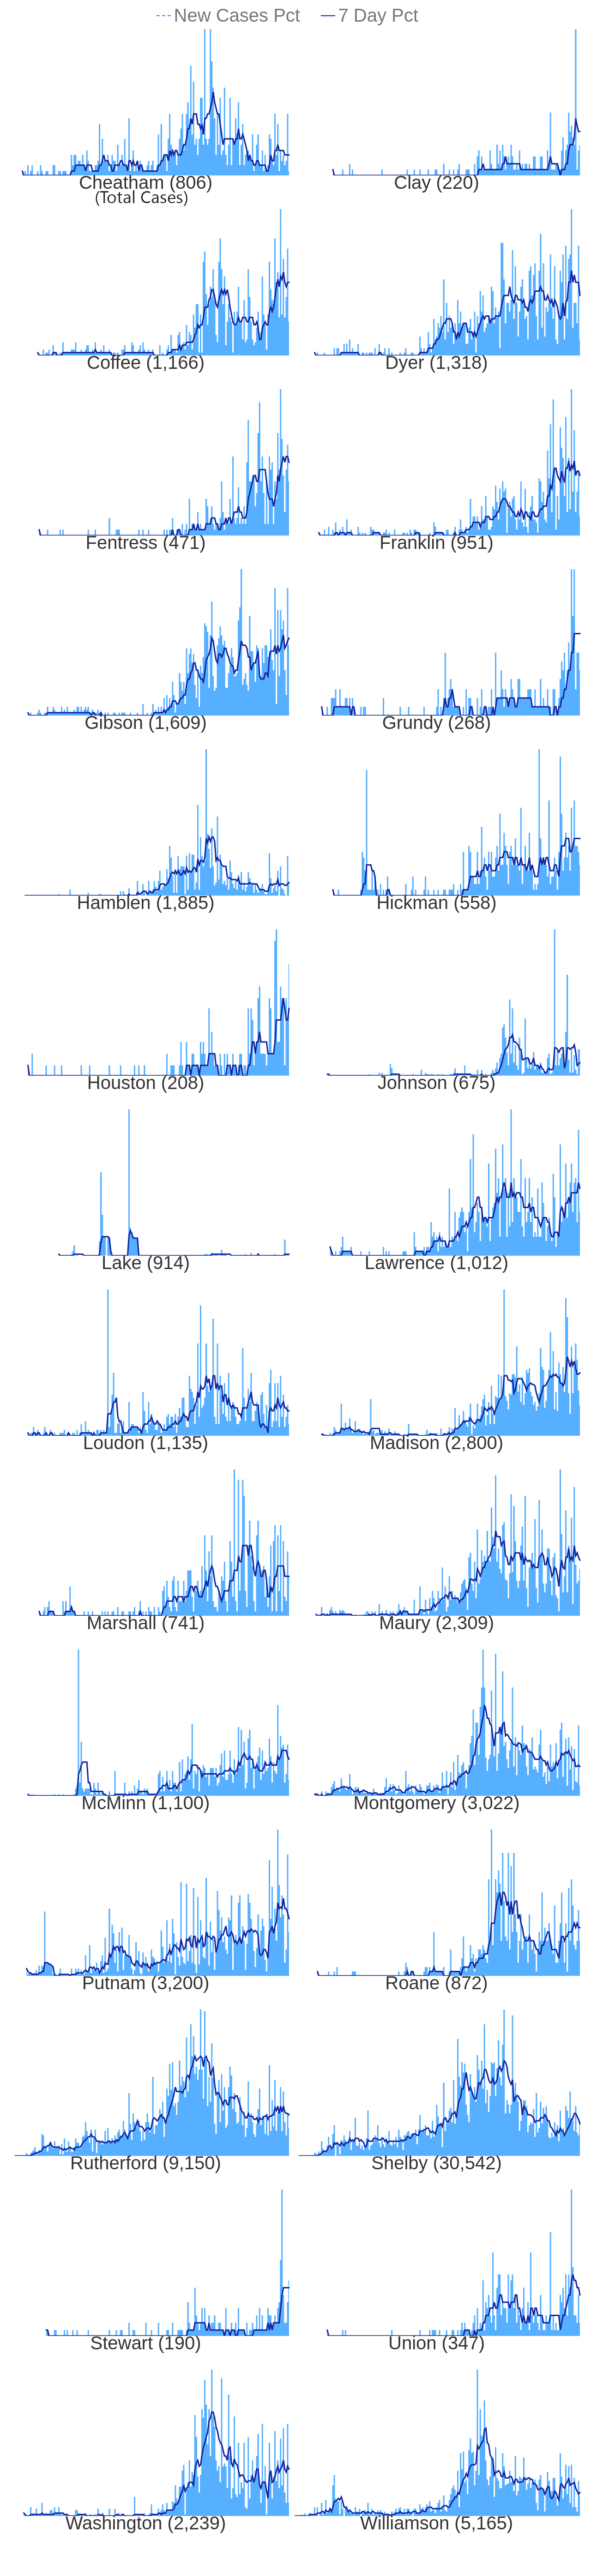 New Cases Pct 7 Day Pct
Cheatham (806) Clay (220)
(Total Cases)
Coffee (1,166) Dyer (1,318)
Fentress (471) Franklin (951)
Gibson (1,609) Grundy (268)
Hamblen (1,885) Hickman (558)
Houston (208) Johnson (675)
Lake (914) Lawrence (1,012)
Loudon (1,135) Madison (2,800)
Marshall (741) Maury (2,309)
McMinn (1,100) Montgomery (3,022)
Putnam (3,200) Roane (872)
Rutherford (9,150) Shelby (30,542)
Stewart (190) Union (347)
Washington (2,239) Williamson (5,165)